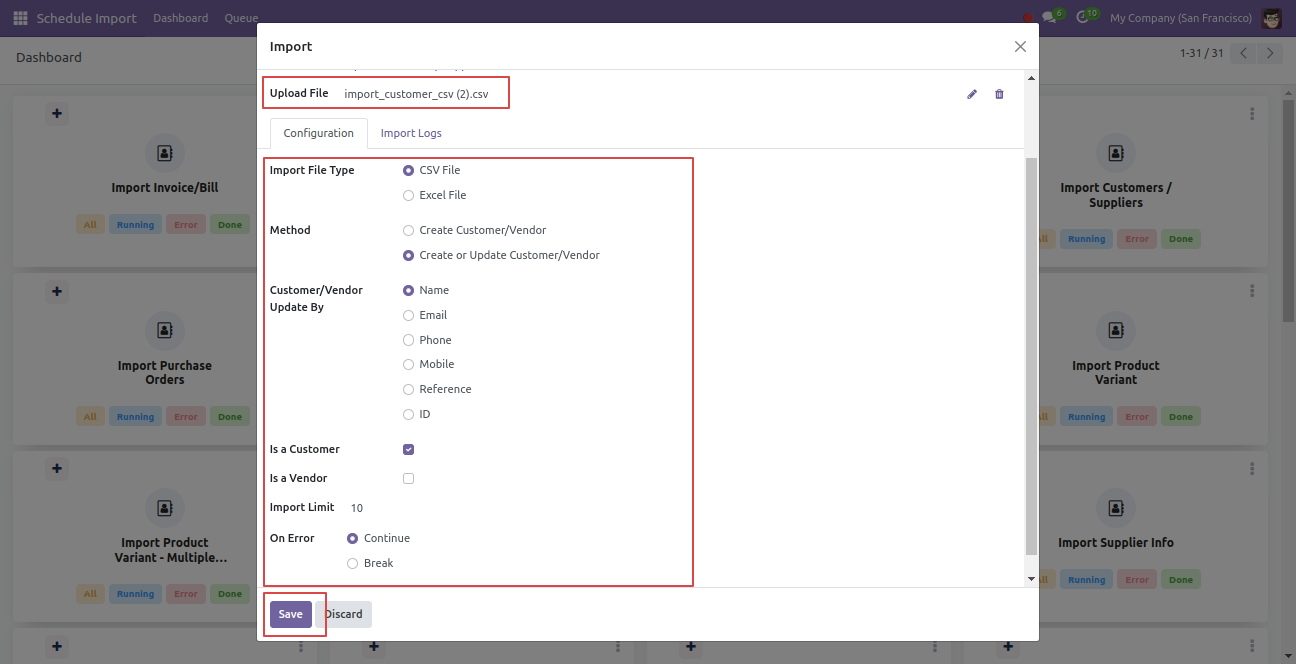 Schedule Import Dashboard Queue 6 10 My Company (San Francisco)
Dashboard 1-31 / 31
Import
Upload File import_customer_csv (2).csv
Configuration Import Logs
Import File Type CSV File
Excel File
Method Create Customer/Vendor
Create or Update Customer/Vendor
Customer/Vendor Update By Name
Email
Phone
Mobile
Reference
ID
Is a Customer
Is a Vendor
Import Limit 10
On Error Continue
Break
Save Discard
Import Invoice/Bill
All Running Error Done
Import Customers /
Suppliers
Running Error Done
Import Purchase
Orders
All Running Error Done
Import Product
Variant
Running Error Done
Import Product
Variant - Multiple...
All Running Error Done
Import Supplier Info
Running Error Done